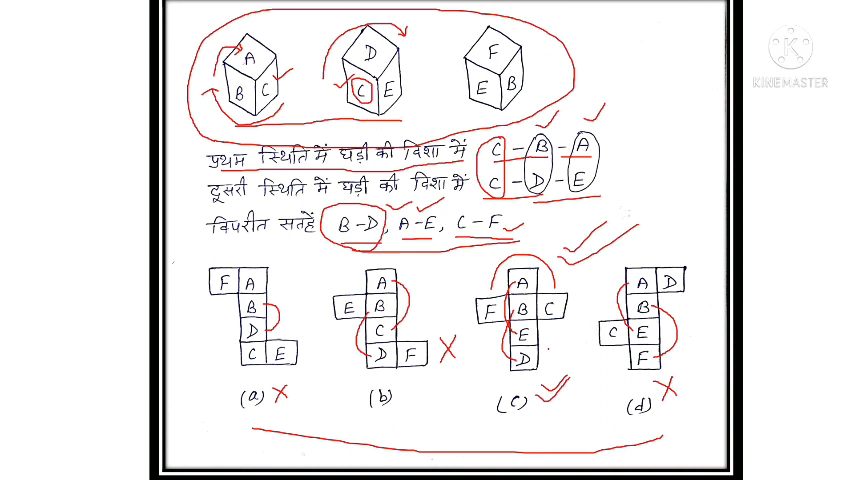 KINEMASTER
A D F
B C C E E B
प्रथम स्थिति में घड़ी की दिशा में C - B - A
दूसरी स्थिति में घड़ी की दिशा में C - D - E
विपरीत सतहें B-D, A-E, C-F
F A A A A D
B E B F B C B
D C E C E
C E D F D F
(a) (b) (c) (d)